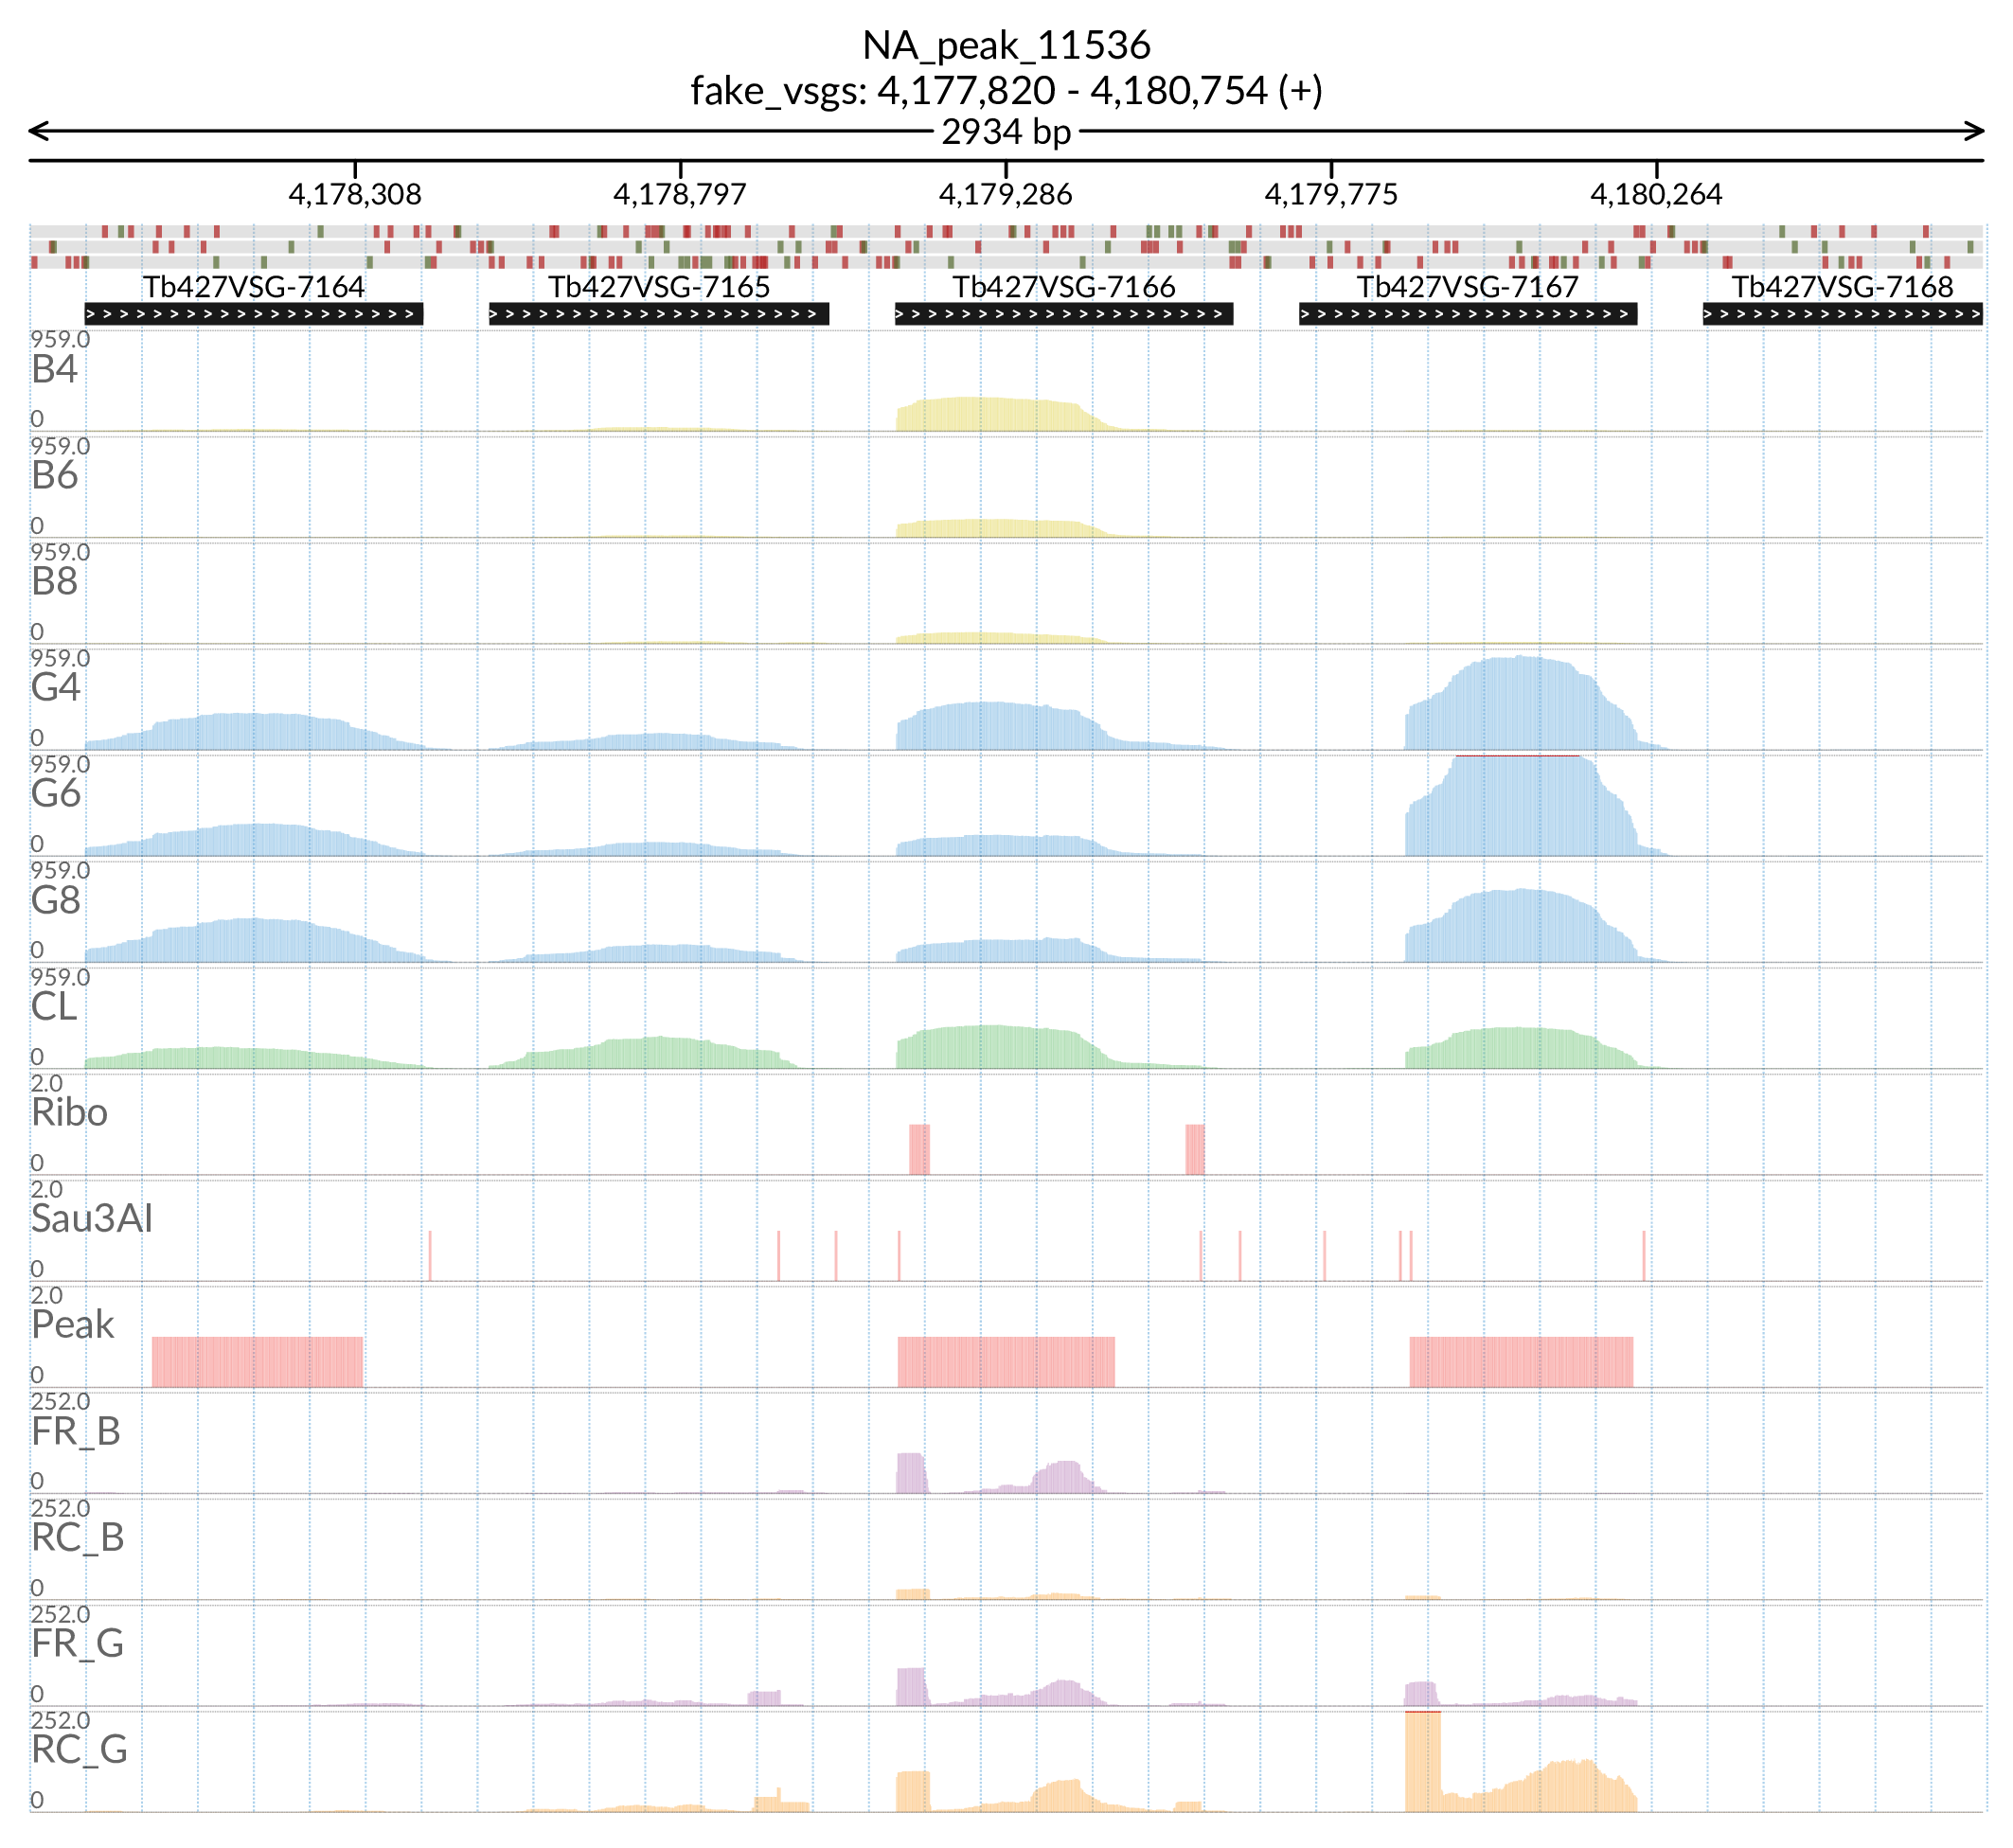 NA_peak_11536
fake_vsgs: 4,177,820 - 4,180,754 (+)
2934 bp
4,178,308 4,178,797 4,179,286 4,179,775 4,180,264
Tb427VSG-7164 Tb427VSG-7165 Tb427VSG-7166 Tb427VSG-7167 Tb427VSG-7168
959.0
B4
0
959.0
B6
0
959.0
B8
0
959.0
G4
0
959.0
G6
0
959.0
G8
0
959.0
CL
0
2.0
Ribo
0
2.0
Sau3AI
0
2.0
Peak
0
252.0
FR_B
0
252.0
RC_B
0
252.0
FR_G
0
252.0
RC_G
0